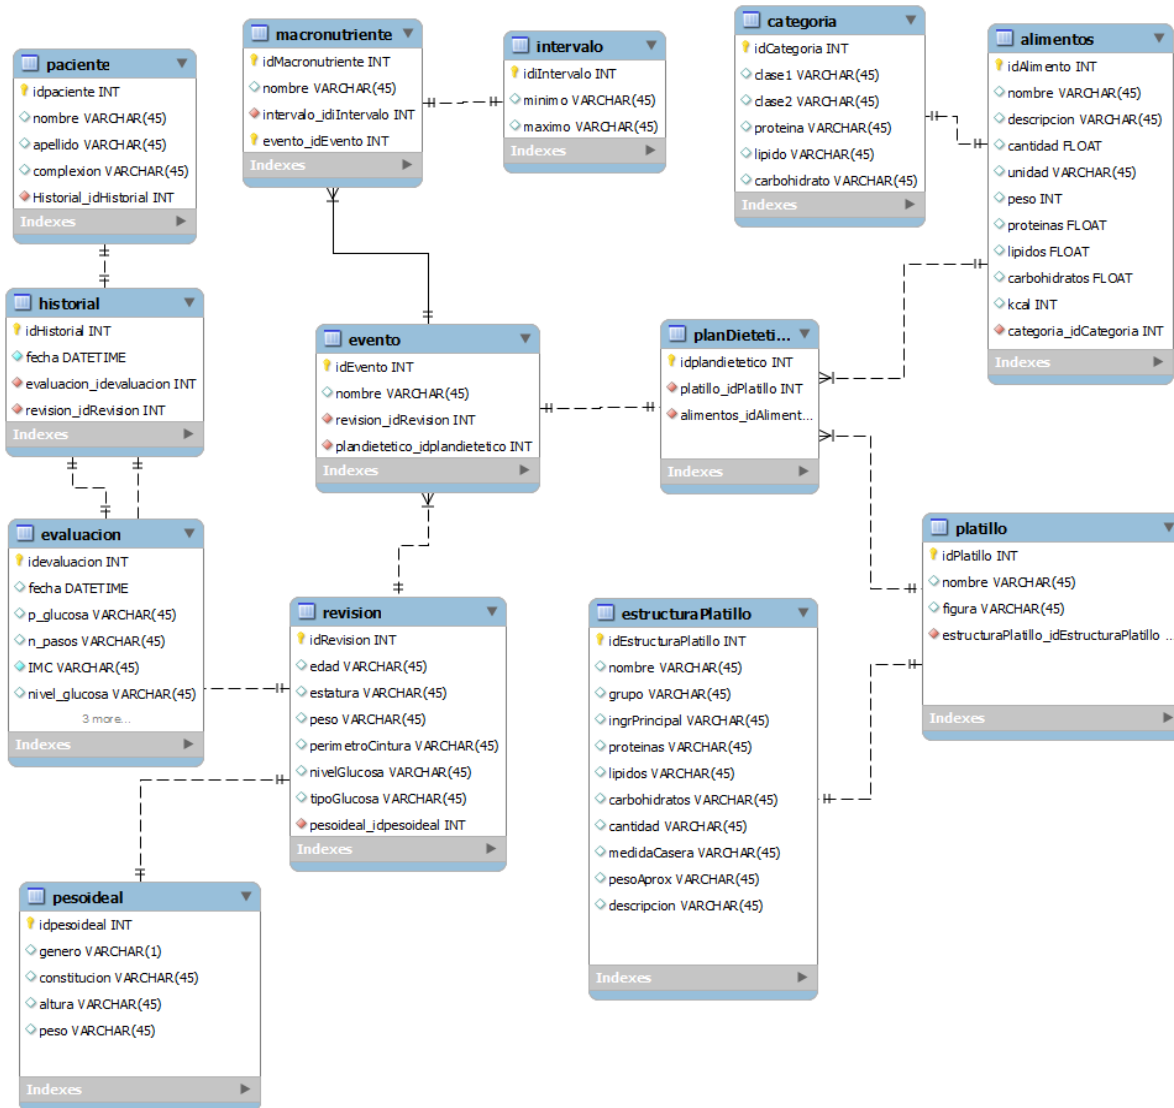 paciente
idpaciente INT
nombre VARCHAR(45)
apellido VARCHAR(45)
complexion VARCHAR(45)
Historial_idHistorial INT
Indexes
macronutriente
idMacronutriente INT
nombre VARCHAR(45)
intervalo_idiIntervalo INT
evento_idEvento INT
Indexes
intervalo
idiIntervalo INT
minimo VARCHAR(45)
maximo VARCHAR(45)
Indexes
categoria
idCategoria INT
clase1 VARCHAR(45)
clase2 VARCHAR(45)
proteina VARCHAR(45)
lipido VARCHAR(45)
carbohidrato VARCHAR(45)
Indexes
alimentos
idAlimento INT
nombre VARCHAR(45)
descripcion VARCHAR(45)
cantidad FLOAT
unidad VARCHAR(45)
peso INT
proteinas FLOAT
lipidos FLOAT
carbohidratos FLOAT
kcal INT
categoria_idCategoria INT
Indexes
historial
idHistorial INT
fecha DATETIME
evaluacion_idevaluacion INT
revision_idRevision INT
Indexes
evento
idEvento INT
nombre VARCHAR(45)
revision_idRevision INT
plandietetico_idplandietetico INT
Indexes
planDieteti...
idplandietetico INT
platillo_idPlatillo INT
alimentos_idAliment...
Indexes
evaluacion
idevaluacion INT
fecha DATETIME
p_glucosa VARCHAR(45)
n_pasos VARCHAR(45)
IMC VARCHAR(45)
nivel_glucosa VARCHAR(45)
3 more...
Indexes
revision
idRevision INT
edad VARCHAR(45)
estatura VARCHAR(45)
peso VARCHAR(45)
perimetroCintura VARCHAR(45)
nivelGlucosa VARCHAR(45)
tipoGlucosa VARCHAR(45)
pesoideal_idpesoideal INT
Indexes
estructuraPlatillo
idEstructuraPlatillo INT
nombre VARCHAR(45)
grupo VARCHAR(45)
ingrPrincipal VARCHAR(45)
proteinas VARCHAR(45)
lipidos VARCHAR(45)
carbohidratos VARCHAR(45)
cantidad VARCHAR(45)
medidaCasera VARCHAR(45)
pesoAprox VARCHAR(45)
descripcion VARCHAR(45)
Indexes
platillo
idPlatillo INT
nombre VARCHAR(45)
figura VARCHAR(45)
estructuraPlatillo_idEstructuraPlatillo ...
Indexes
pesoideal
idpesoideal INT
genero VARCHAR(1)
constitucion VARCHAR(45)
altura VARCHAR(45)
peso VARCHAR(45)
Indexes